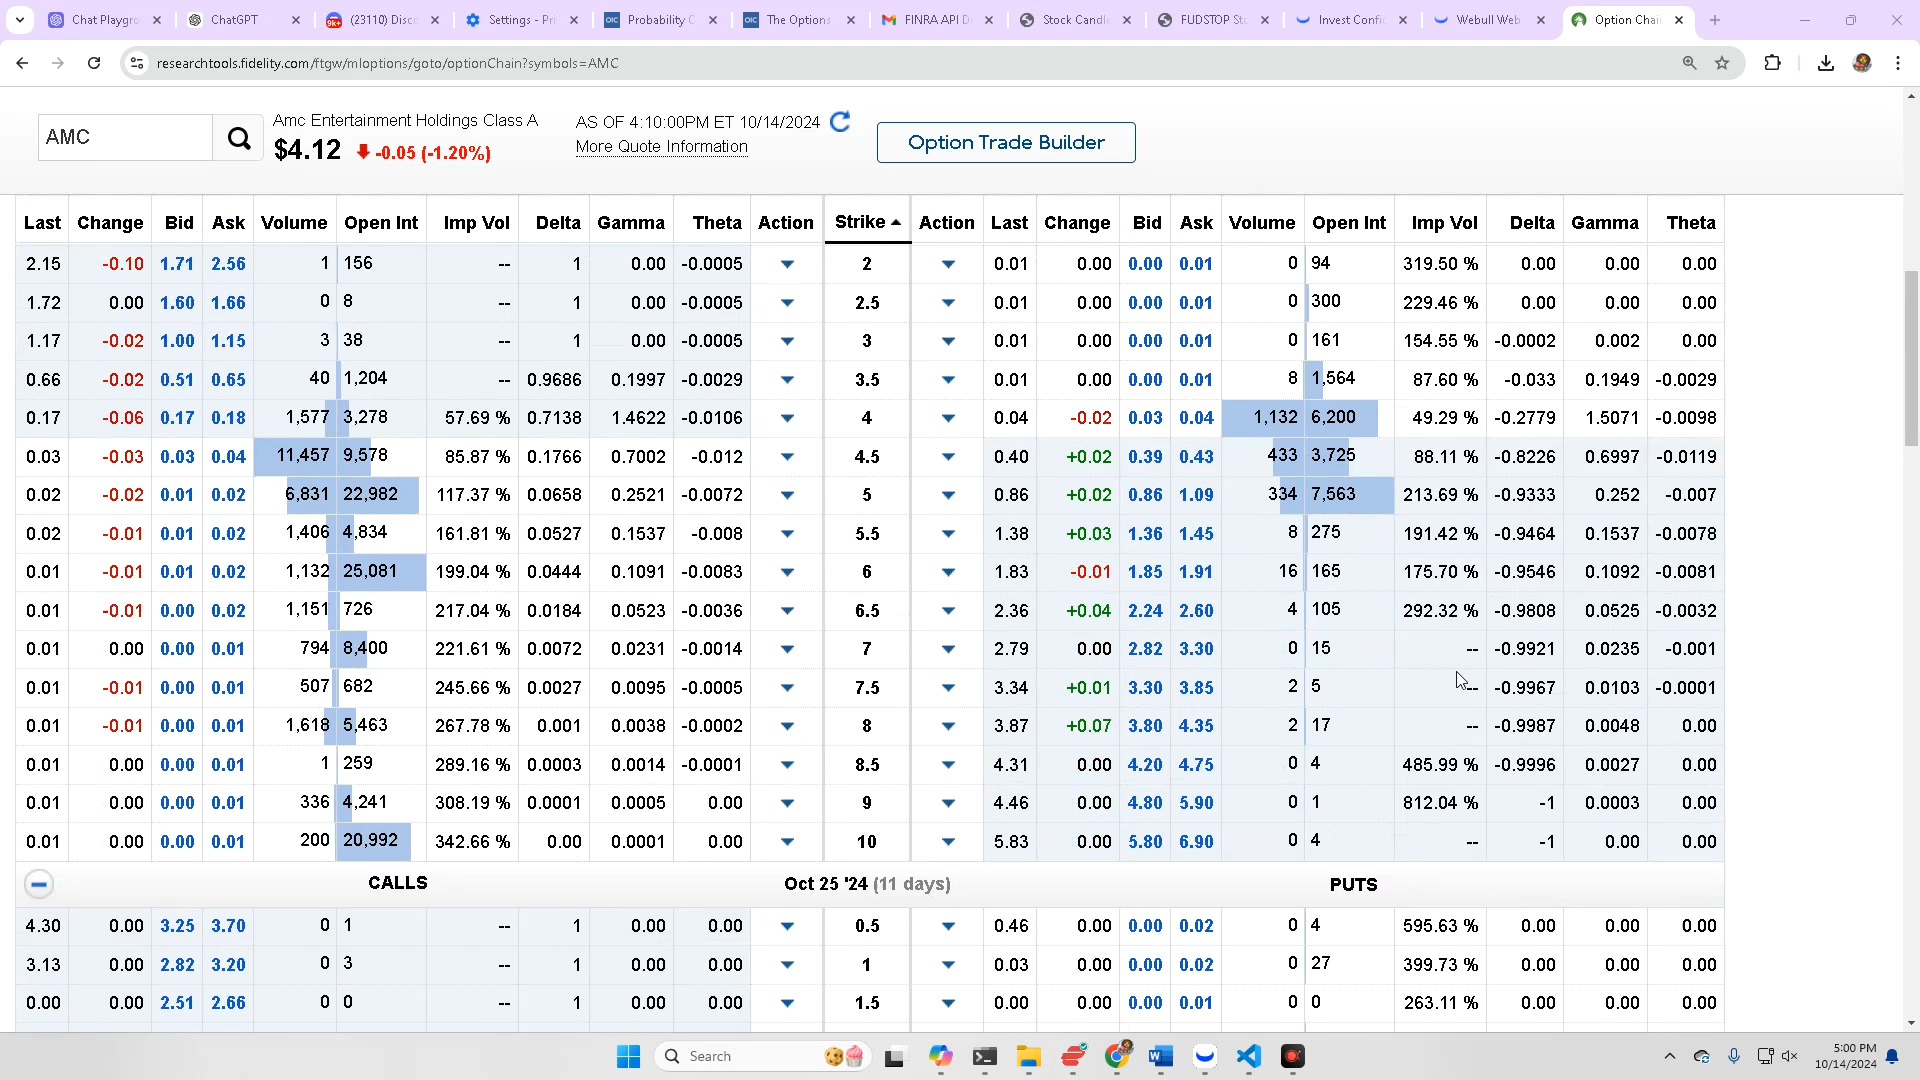 Chat Playgro
ChatGPT
(23110) Disc
Settings - Pr
Probability C
The Options
FINRA API D
Stock Candle
FUDSTOP Sto
Invest Confi
Webull Web
Option Chai
researchtools.fidelity.com/ftgw/mloptions/goto/optionChain?symbols=AMC
AMC
Amc Entertainment Holdings Class A
$4.12 -0.05 (-1.20%)
AS OF 4:10:00PM ET 10/14/2024
More Quote Information
Option Trade Builder
Last Change Bid Ask Volume Open Int Imp Vol Delta Gamma Theta Action Strike Action Last Change Bid Ask Volume Open Int Imp Vol Delta Gamma Theta
2.15 -0.10 1.71 2.56 1 156 -- 1 0.00 -0.0005 2 0.01 0.00 0.00 0.01 0 94 319.50 % 0.00 0.00 0.00
1.72 0.00 1.60 1.66 0 8 -- 1 0.00 -0.0005 2.5 0.01 0.00 0.00 0.01 0 300 229.46 % 0.00 0.00 0.00
1.17 -0.02 1.00 1.15 3 38 -- 1 0.00 -0.0005 3 0.01 0.00 0.00 0.01 0 161 154.55 % -0.0002 0.002 0.00
0.66 -0.02 0.51 0.65 40 1,204 -- 0.9686 0.1997 -0.0029 3.5 0.01 0.00 0.00 0.01 8 1,564 87.60 % -0.033 0.1949 -0.0029
0.17 -0.06 0.17 0.18 1,577 3,278 57.69 % 0.7138 1.4622 -0.0106 4 0.04 -0.02 0.03 0.04 1,132 6,200 49.29 % -0.2779 1.5071 -0.0098
0.03 -0.03 0.03 0.04 11,457 9,578 85.87 % 0.1766 0.7002 -0.012 4.5 0.40 +0.02 0.39 0.43 433 3,725 88.11 % -0.8226 0.6997 -0.0119
0.02 -0.02 0.01 0.02 6,831 22,982 117.37 % 0.0658 0.2521 -0.0072 5 0.86 +0.02 0.86 1.09 334 7,563 213.69 % -0.9333 0.252 -0.007
0.02 -0.01 0.01 0.02 1,406 4,834 161.81 % 0.0527 0.1537 -0.008 5.5 1.38 +0.03 1.36 1.45 8 275 191.42 % -0.9464 0.1537 -0.0078
0.01 -0.01 0.01 0.02 1,132 25,081 199.04 % 0.0444 0.1091 -0.0083 6 1.83 -0.01 1.85 1.91 16 165 175.70 % -0.9546 0.1092 -0.0081
0.01 -0.01 0.00 0.02 1,151 726 217.04 % 0.0184 0.0523 -0.0036 6.5 2.36 +0.04 2.24 2.60 4 105 292.32 % -0.9808 0.0525 -0.0032
0.01 0.00 0.00 0.01 794 8,400 221.61 % 0.0072 0.0231 -0.0014 7 2.79 0.00 2.82 3.30 0 15 -- -0.9921 0.0235 -0.001
0.01 -0.01 0.00 0.01 507 682 245.66 % 0.0027 0.0095 -0.0005 7.5 3.34 +0.01 3.30 3.85 2 5 -- -0.9967 0.0103 -0.0001
0.01 -0.01 0.00 0.01 1,618 5,463 267.78 % 0.001 0.0038 -0.0002 8 3.87 +0.07 3.80 4.35 2 17 -- -0.9987 0.0048 0.00
0.01 0.00 0.00 0.01 1 259 289.16 % 0.0003 0.0014 -0.0001 8.5 4.31 0.00 4.20 4.75 0 4 485.99 % -0.9996 0.0027 0.00
0.01 0.00 0.00 0.01 336 4,241 308.19 % 0.0001 0.0005 0.00 9 4.46 0.00 4.80 5.90 0 1 812.04 % -1 0.0003 0.00
0.01 0.00 0.00 0.01 200 20,992 342.66 % 0.00 0.0001 0.00 10 5.83 0.00 5.80 6.90 0 4 -- -1 0.00 0.00
CALLS Oct 25 '24 (11 days) PUTS
4.30 0.00 3.25 3.70 0 1 -- 1 0.00 0.00 0.5 0.46 0.00 0.00 0.02 0 4 595.63 % 0.00 0.00 0.00
3.13 0.00 2.82 3.20 0 3 -- 1 0.00 0.00 1 0.03 0.00 0.00 0.02 0 27 399.73 % 0.00 0.00 0.00
0.00 0.00 2.51 2.66 0 0 -- 1 0.00 0.00 1.5 0.00 0.00 0.00 0.01 0 0 263.11 % 0.00 0.00 0.00
Search
5:00 PM
10/14/2024